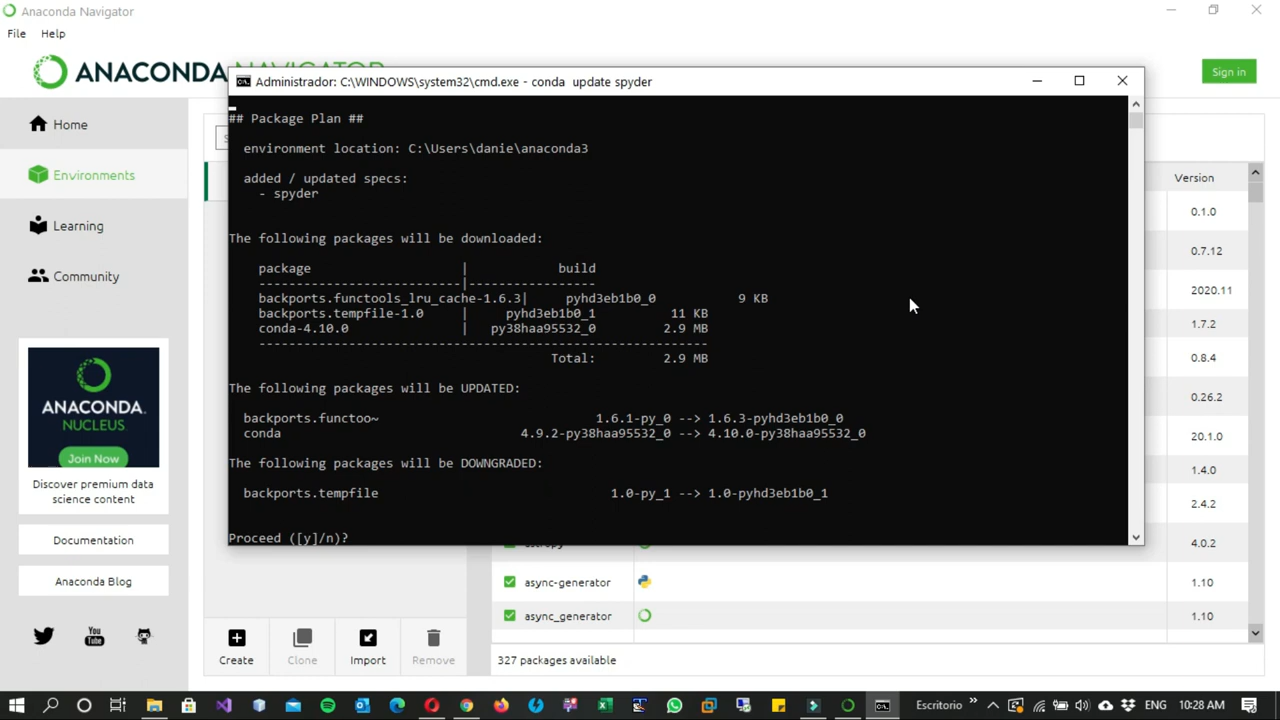 Anaconda Navigator
File Help
ANACONDA
Sign in
Administrador: C:\WINDOWS\system32\cmd.exe - conda update spyder
Home
Environments
Learning
Community
## Package Plan ##
environment location: C:\Users\danie\anaconda3
added / updated specs:
- spyder
The following packages will be downloaded:
package | build
---------------------------|-----------------
backports.functools_lru_cache-1.6.3| pyhd3eb1b0_0 9 KB
backports.tempfile-1.0 | pyhd3eb1b0_1 11 KB
conda-4.10.0 | py38haa95532_0 2.9 MB
------------------------------------------------------------
Total: 2.9 MB
The following packages will be UPDATED:
backports.functoo~ 1.6.1-py_0 --> 1.6.3-pyhd3eb1b0_0
conda 4.9.2-py38haa95532_0 --> 4.10.0-py38haa95532_0
The following packages will be DOWNGRADED:
backports.tempfile 1.0-py_1 --> 1.0-pyhd3eb1b0_1
Proceed ([y]/n)?
Version
0.1.0
0.7.12
2020.11
1.7.2
0.8.4
0.26.2
20.1.0
1.4.0
2.4.2
4.0.2
async-generator 1.10
async_generator 1.10
ANACONDA
NUCLEUS
Join Now
Discover premium data
science content
Documentation
Anaconda Blog
You
Tube
Create
Clone
Import
Remove
327 packages available
Escritorio
ENG
10:28 AM